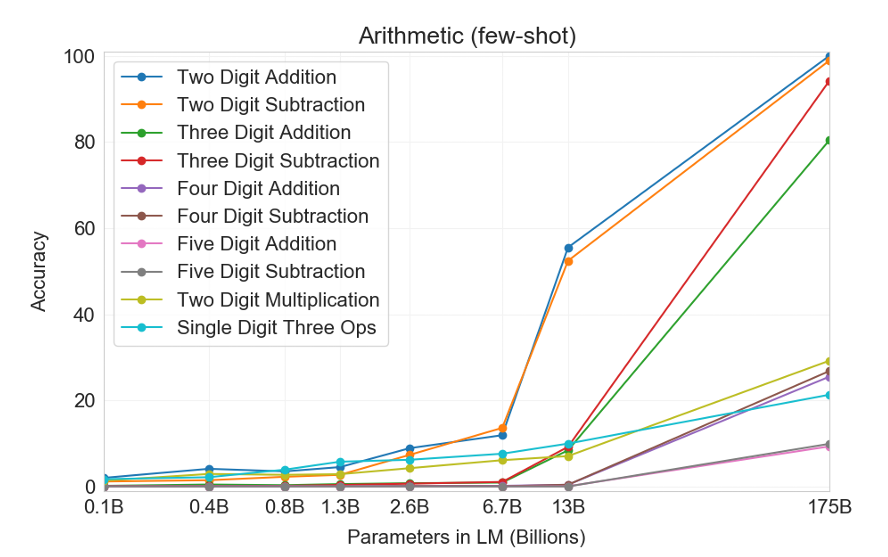 Arithmetic (few-shot)
100
80
60
40
20
0
Accuracy
Two Digit Addition
Two Digit Subtraction
Three Digit Addition
Three Digit Subtraction
Four Digit Addition
Four Digit Subtraction
Five Digit Addition
Five Digit Subtraction
Two Digit Multiplication
Single Digit Three Ops
0.1B 0.4B 0.8B 1.3B 2.6B 6.7B 13B 175B
Parameters in LM (Billions)